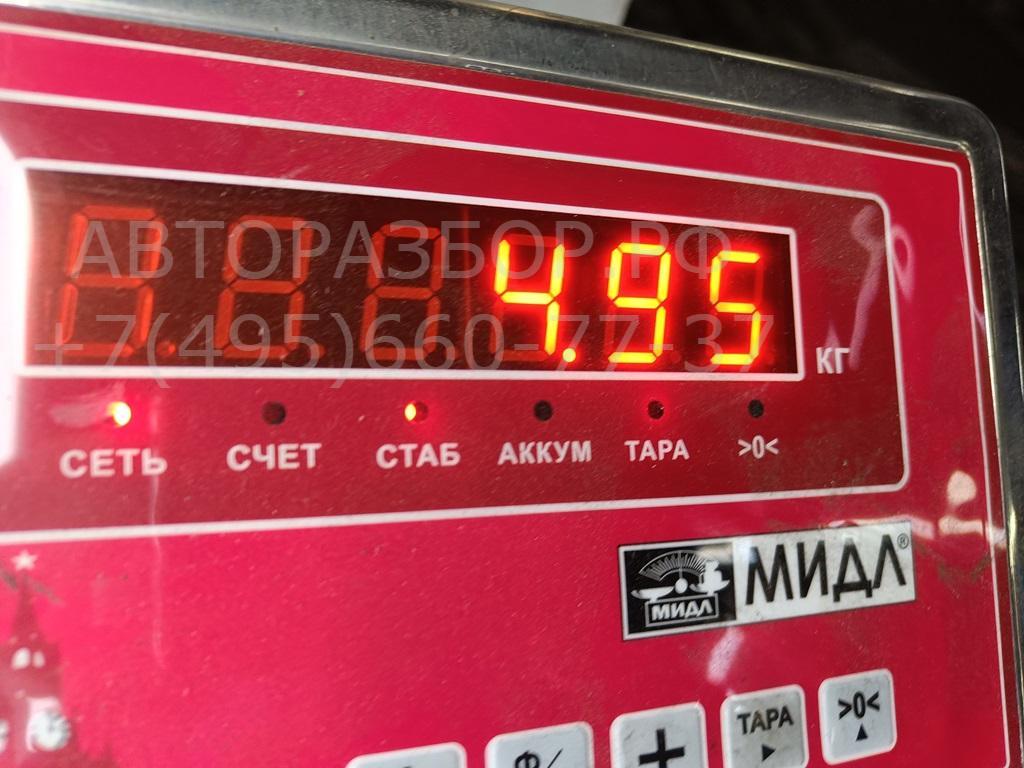 АВТОРАЗБОР.РФ
+7(495)660-77-37
4.95
КГ
СЕТЬ СЧЕТ СТАБ АККУМ ТАРА >0<
МИДЛ МИДЛ®
+ ТАРА >0<